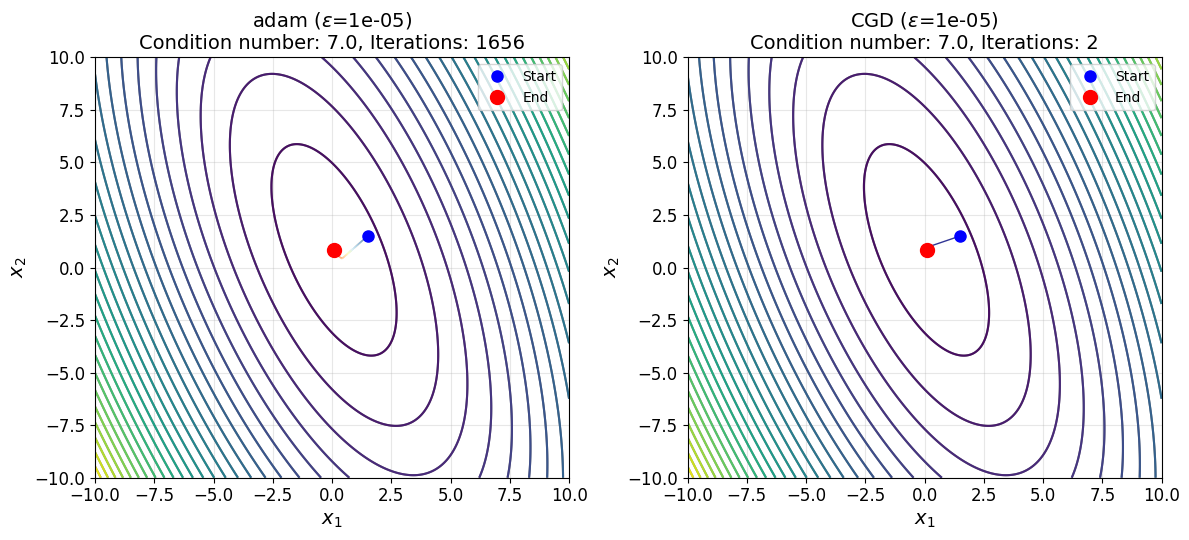 adam (ε=1e-05)
Condition number: 7.0, Iterations: 1656
10.0
7.5
5.0
2.5
0.0
−2.5
−5.0
−7.5
−10.0
x₂
Start
End
−10.0 −7.5 −5.0 −2.5 0.0 2.5 5.0 7.5 10.0
x₁
CGD (ε=1e-05)
Condition number: 7.0, Iterations: 2
10.0
7.5
5.0
2.5
0.0
−2.5
−5.0
−7.5
−10.0
x₂
Start
End
−10.0 −7.5 −5.0 −2.5 0.0 2.5 5.0 7.5 10.0
x₁